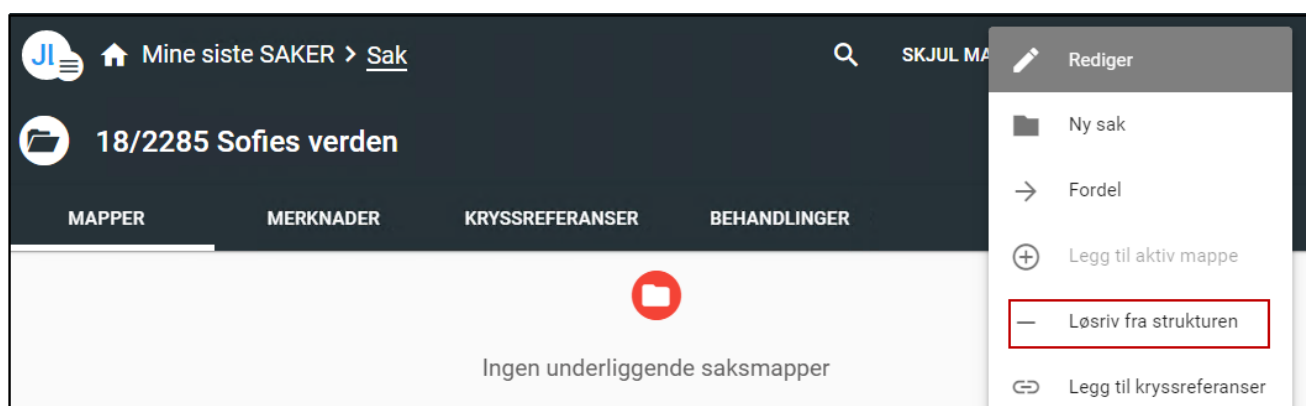 JL Mine siste SAKER > Sak SKJUL MA
18/2285 Sofies verden
MAPPER MERKNADER KRYSSREFERANSER BEHANDLINGER
Ingen underliggende saksmapper
Rediger
Ny sak
Fordel
Legg til aktiv mappe
Løsriv fra strukturen
Legg til kryssreferanser